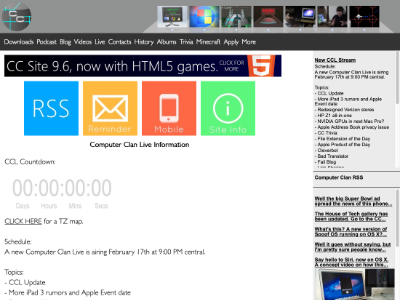 Downloads Podcast Blog Videos Live Contacts History Albums Trivia Minecraft Apply More
CC Site 9.6, now with HTML5 games.
CLICK FOR MORE
5
RSS
Reminder
Mobile
Site Info
Computer Clan Live Information
CCL Countdown:
00:00:00:00
Days Hours Mins Secs
CLICK HERE for a TZ map.
Schedule:
A new Computer Clan Live is airing February 17th at 9:00 PM central.
Topics:
- CCL Update
- More iPad 3 rumors and Apple Event date
New CCL Stream
Schedule:
A new Computer Clan Live is airing
February 17th at 9:00 PM central.
Topics:
- CCL Update
- More iPad 3 rumors and Apple
Event date
- Redesigned Verizon stores
- HP Z1 all-in-one
- NVIDIA GPUs in next Mac Pro?
- Apple Address Book privacy issue
- CC Trivia
- File Extension of the Day
- Apple Product of the Day
- Cleverbot
- Bad Translator
- Fail Blog
Computer Clan RSS
Well the big Super Bowl ad
spread the news of this phone...
The House of Tech gallery has
been updated. Go to the CC...
What's this? A new version of
Spoof OS running on OS X?...
Well it goes without saying, but
I'm pretty sure people know...
Say hello to Siri, now on OS X.
A concept video on how this...